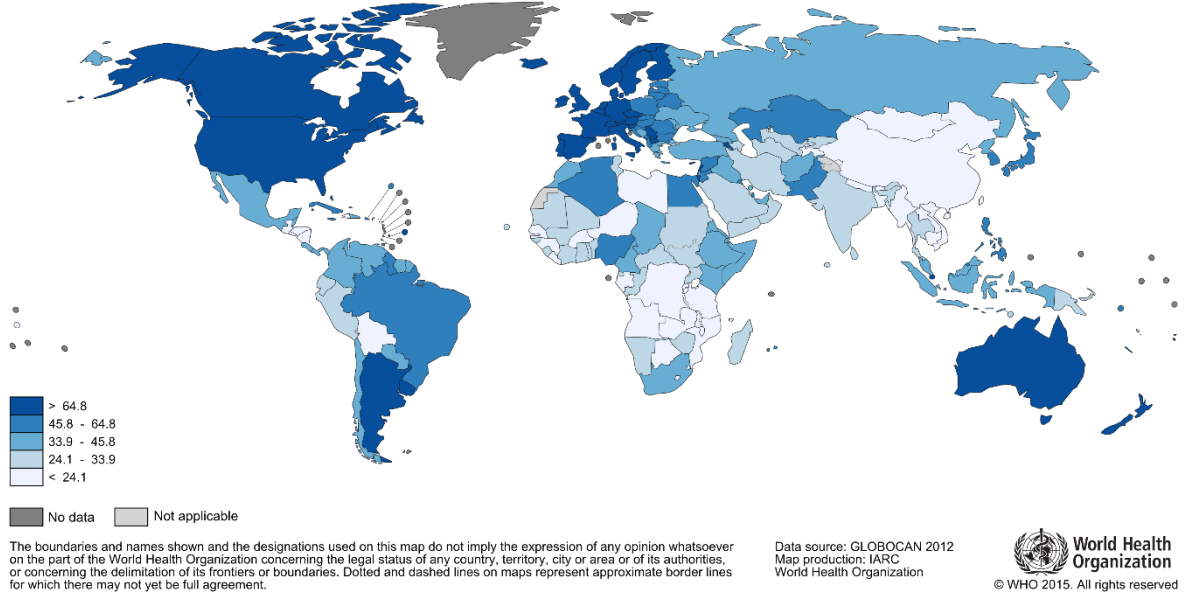 > 64.8
45.8 - 64.8
33.9 - 45.8
24.1 - 33.9
< 24.1
No data
Not applicable
The boundaries and names shown and the designations used on this map do not imply the expression of any opinion whatsoever
on the part of the World Health Organization concerning the legal status of any country, territory, city or area or of its authorities,
or concerning the delimitation of its frontiers or boundaries. Dotted and dashed lines on maps represent approximate border lines
for which there may not yet be full agreement.
Data source: GLOBOCAN 2012
Map production: IARC
World Health Organization
World Health
Organization
© WHO 2015. All rights reserved